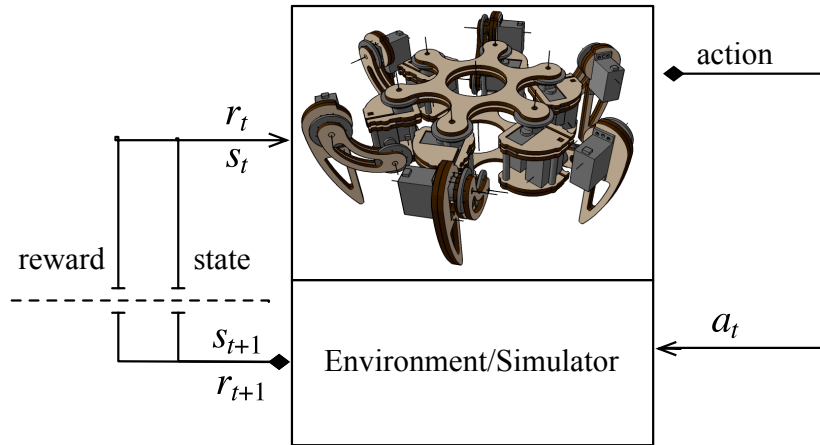 action
r_t
s_t
reward
state
s_{t+1}
r_{t+1}
Environment/Simulator
a_t